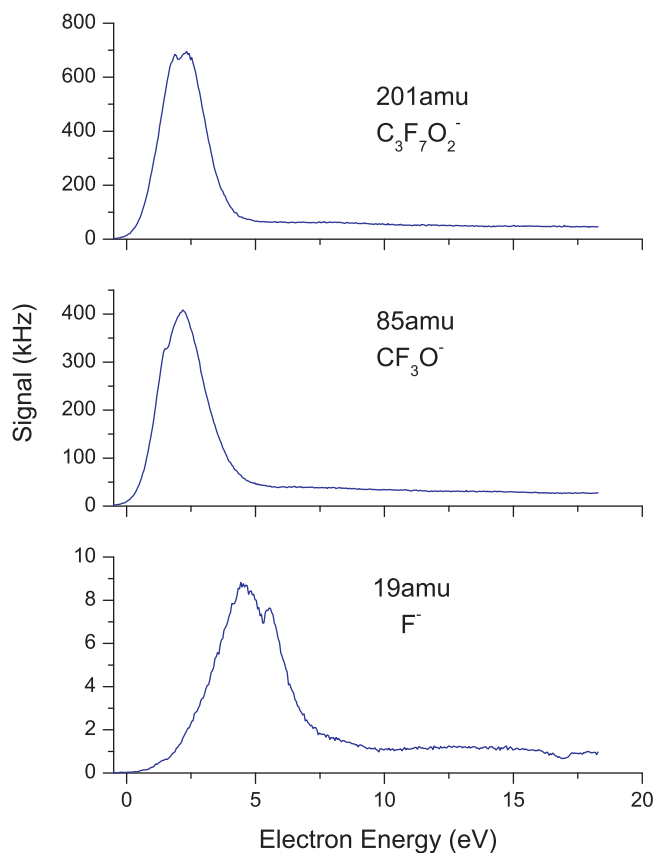 800
600
400
200
0
201amu
C₃F₇O₂⁻
400
300
200
100
0
85amu
CF₃O⁻
Signal (kHz)
10
8
6
4
2
0
19amu
F⁻
0 5 10 15 20
Electron Energy (eV)